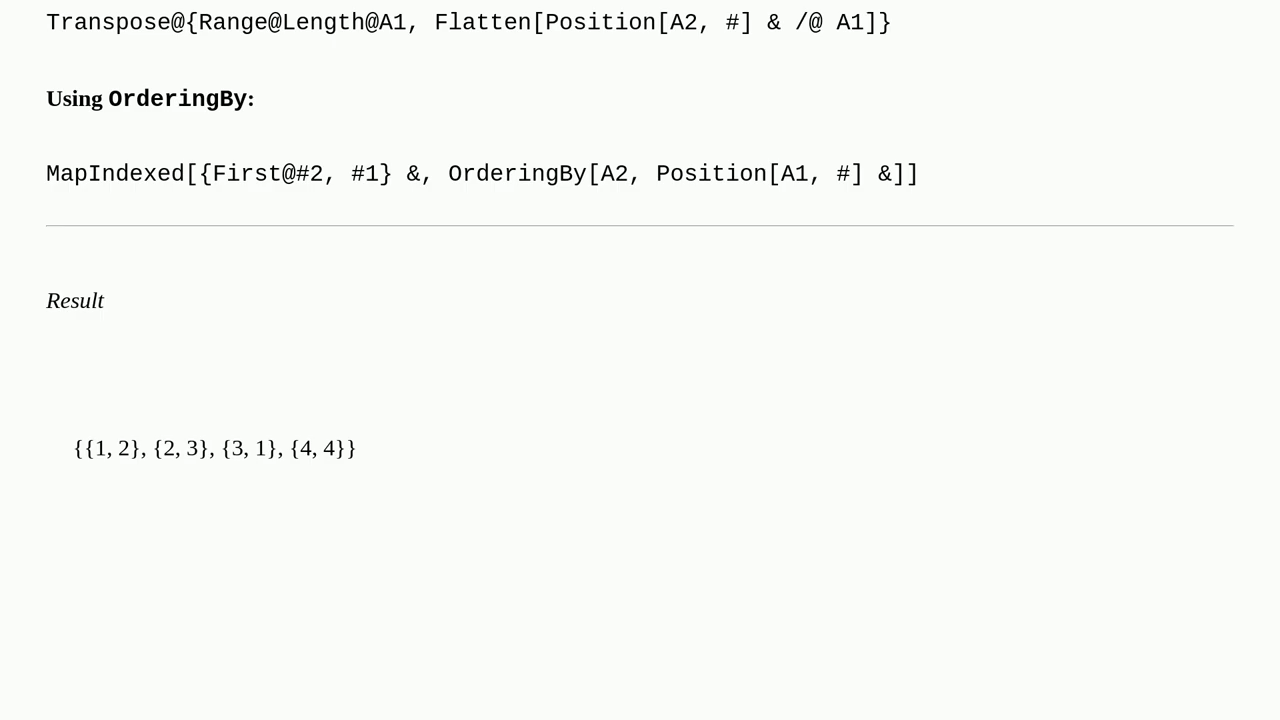 Transpose@{Range@Length@A1, Flatten[Position[A2, #] & /@ A1]}
Using OrderingBy:
MapIndexed[{First@#2, #1} &, OrderingBy[A2, Position[A1, #] &]]
Result
{{1, 2}, {2, 3}, {3, 1}, {4, 4}}